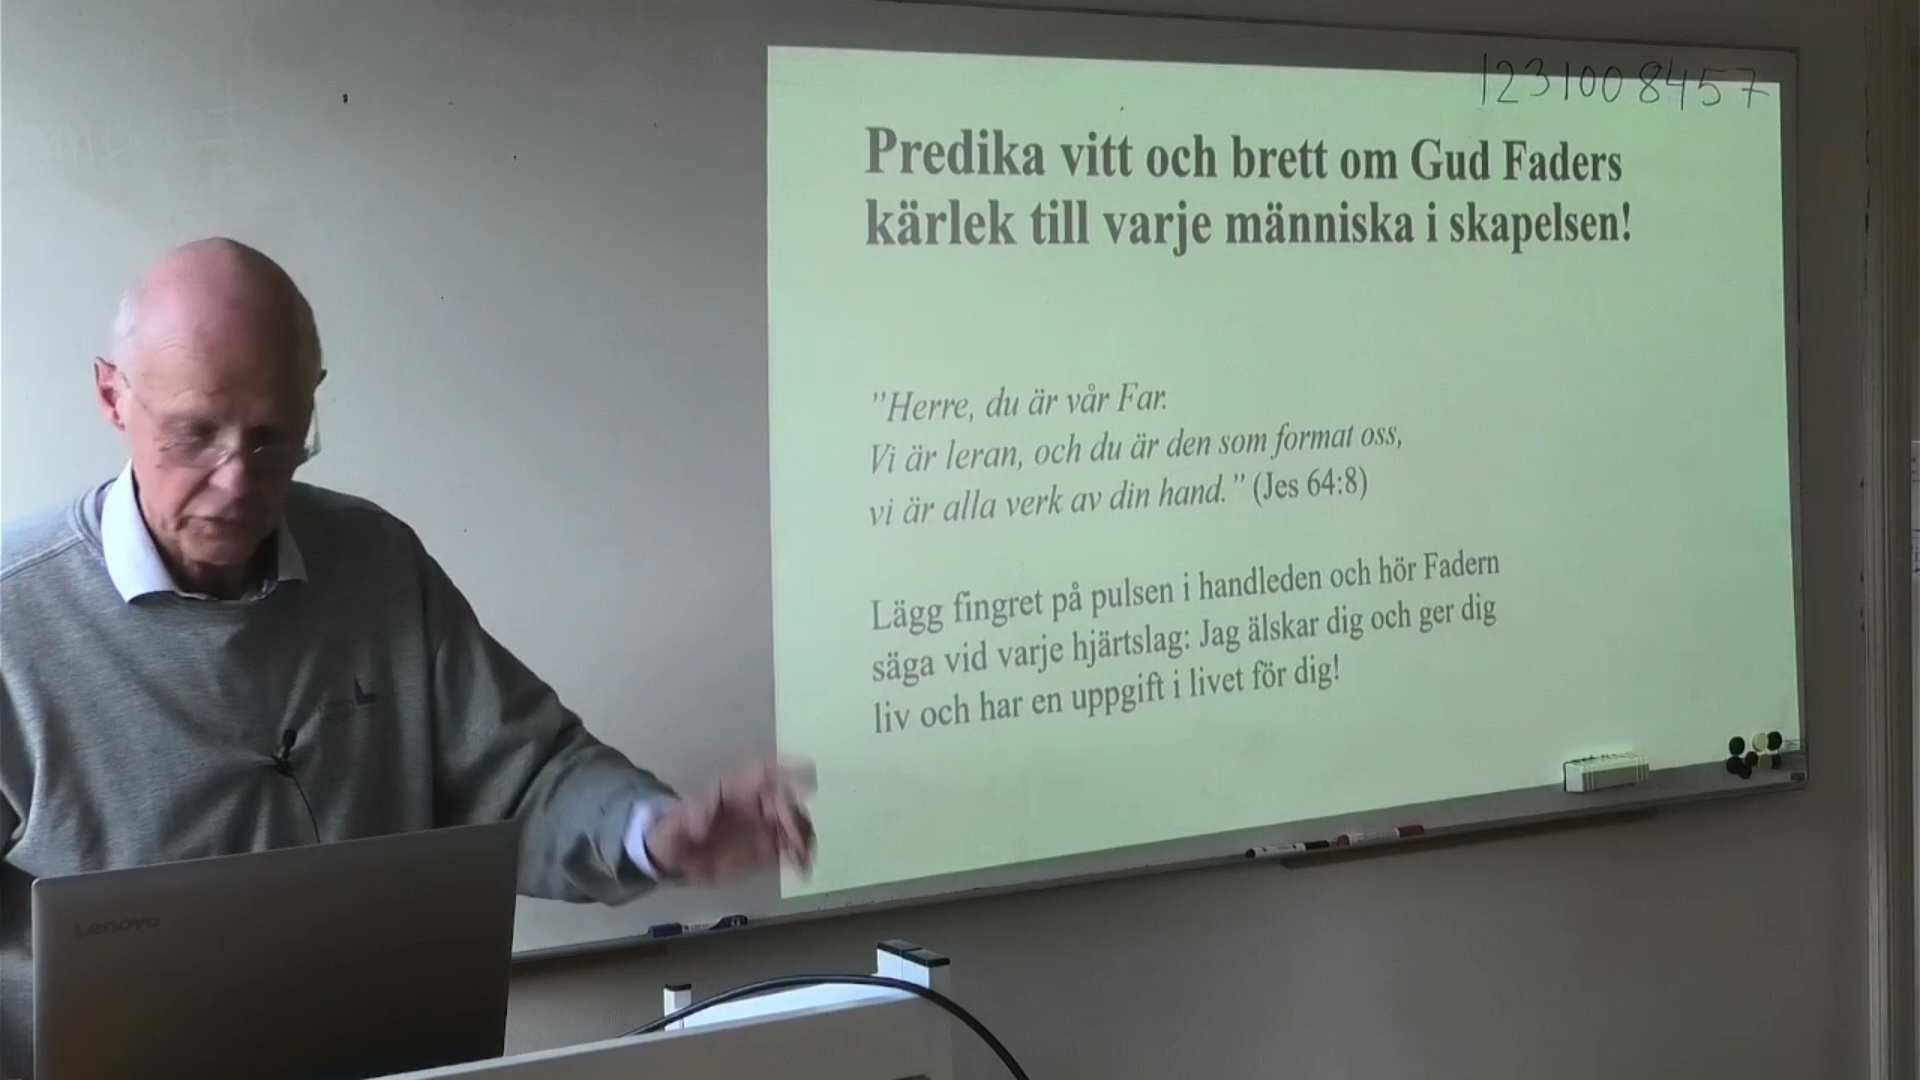 1231008457
Predika vitt och brett om Gud Faders
kärlek till varje människa i skapelsen!
”Herre, du är vår Far.
Vi är leran, och du är den som format oss,
vi är alla verk av din hand.” (Jes 64:8)
Lägg fingret på pulsen i handleden och hör Fadern
säga vid varje hjärtslag: Jag älskar dig och ger dig
liv och har en uppgift i livet för dig!
Lenovo